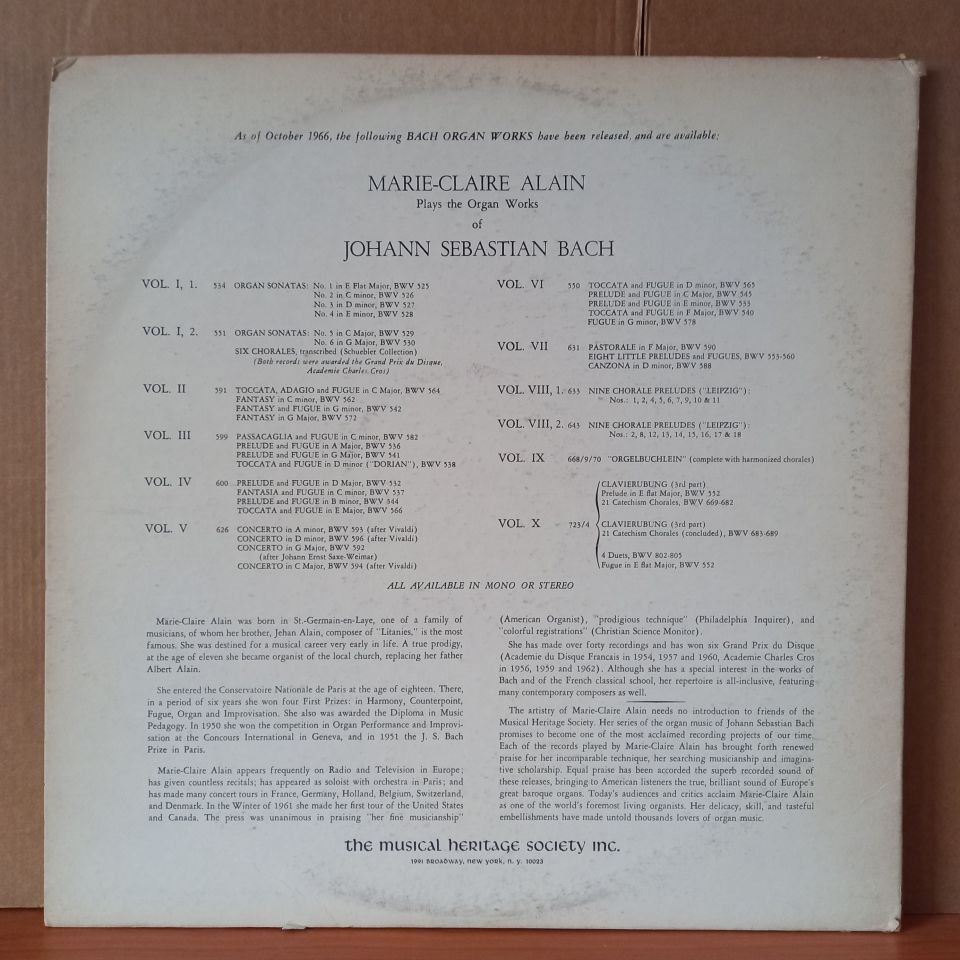 As of October 1966, the following BACH ORGAN WORKS have been released, and are available:
MARIE-CLAIRE ALAIN
Plays the Organ Works
of
JOHANN SEBASTIAN BACH
VOL. I, 1. 534 ORGAN SONATAS: No. 1 in E Flat Major, BWV 525
No. 2 in C minor, BWV 526
No. 3 in D minor, BWV 527
No. 4 in E minor, BWV 528
VOL. I, 2. 551 ORGAN SONATAS: No. 5 in C Major, BWV 529
No. 6 in G Major, BWV 530
SIX CHORALES, transcribed (Schuebler Collection)
(Both records were awarded the Grand Prix du Disque,
Academie Charles Cros)
VOL. II 591 TOCCATA, ADAGIO and FUGUE in C Major, BWV 564
FANTASY in C minor, BWV 562
FANTASY and FUGUE in G minor, BWV 542
FANTASY in G Major, BWV 572
VOL. III 599 PASSACAGLIA and FUGUE in C minor, BWV 582
PRELUDE and FUGUE in A Major, BWV 536
PRELUDE and FUGUE in G Major, BWV 541
TOCCATA and FUGUE in D minor ("DORIAN"), BWV 538
VOL. IV 600 PRELUDE and FUGUE in D Major, BWV 532
FANTASIA and FUGUE in C minor, BWV 537
PRELUDE and FUGUE in B minor, BWV 544
TOCCATA and FUGUE in E Major, BWV 566
VOL. V 626 CONCERTO in A minor, BWV 593 (after Vivaldi)
CONCERTO in D minor, BWV 596 (after Vivaldi)
CONCERTO in G Major, BWV 592
(after Johann Ernst Saxe-Weimar)
CONCERTO in C Major, BWV 594 (after Vivaldi)
VOL. VI 550 TOCCATA and FUGUE in D minor, BWV 565
PRELUDE and FUGUE in C Major, BWV 545
PRELUDE and FUGUE in E minor, BWV 533
TOCCATA and FUGUE in F Major, BWV 540
FUGUE in G minor, BWV 578
VOL. VII 631 PASTORALE in F Major, BWV 590
EIGHT LITTLE PRELUDES and FUGUES, BWV 553-560
CANZONA in D minor, BWV 588
VOL. VIII, 1. 633 NINE CHORALE PRELUDES ("LEIPZIG"):
Nos.: 1, 2, 4, 5, 6, 7, 9, 10 & 11
VOL. VIII, 2. 643 NINE CHORALE PRELUDES ("LEIPZIG"):
Nos.: 2, 8, 12, 13, 14, 15, 16, 17 & 18
VOL. IX 668/9/70 "ORGELBUCHLEIN" (complete with harmonized chorales)
VOL. X 723/4 CLAVIERUBUNG (3rd part)
Prelude in E flat Major, BWV 552
21 Catechism Chorales, BWV 669-682
CLAVIERUBUNG (3rd part)
21 Catechism Chorales (concluded), BWV 683-689
4 Duets, BWV 802-805
Fugue in E flat Major, BWV 552
ALL AVAILABLE IN MONO OR STEREO
Marie-Claire Alain was born in St.-Germain-en-Laye, one of a family of
musicians, of whom her brother, Jehan Alain, composer of "Litanies," is the most
famous. She was destined for a musical career very early in life. A true prodigy,
at the age of eleven she became organist of the local church, replacing her father
Albert Alain.
She entered the Conservatoire Nationale de Paris at the age of eighteen. There,
in a period of six years she won four First Prizes: in Harmony, Counterpoint,
Fugue, Organ and Improvisation. She also was awarded the Diploma in Music
Pedagogy. In 1950 she won the competition in Organ Performance and Improvi-
sation at the Concours International in Geneva, and in 1951 the J. S. Bach
Prize in Paris.
Marie-Claire Alain appears frequently on Radio and Television in Europe;
has given countless recitals; has appeared as soloist with orchestra in Paris; and
has made many concert tours in France, Germany, Holland, Belgium, Switzerland,
and Denmark. In the Winter of 1961 she made her first tour of the United States
and Canada. The press was unanimous in praising "her fine musicianship"
(American Organist), "prodigious technique" (Philadelphia Inquirer), and
"colorful registrations" (Christian Science Monitor).
She has made over forty recordings and has won six Grand Prix du Disque
(Academie du Disque Francais in 1954, 1957 and 1960, Academie Charles Cros
in 1956, 1959 and 1962). Although she has a special interest in the works of
Bach and of the French classical school, her repertoire is all-inclusive, featuring
many contemporary composers as well.
The artistry of Marie-Claire Alain needs no introduction to friends of the
Musical Heritage Society. Her series of the organ music of Johann Sebastian Bach
promises to become one of the most acclaimed recording projects of our time.
Each of the records played by Marie-Claire Alain has brought forth renewed
praise for her incomparable technique, her searching musicianship and imagina-
tive scholarship. Equal praise has been accorded the superb recorded sound of
these releases, bringing to American listeners the true, brilliant sound of Europe's
great baroque organs. Today's audiences and critics acclaim Marie-Claire Alain
as one of the world's foremost living organists. Her delicacy, skill, and tasteful
embellishments have made untold thousands lovers of organ music.
the musical heritage society inc.
1991 BROADWAY, new york, n. y. 10023